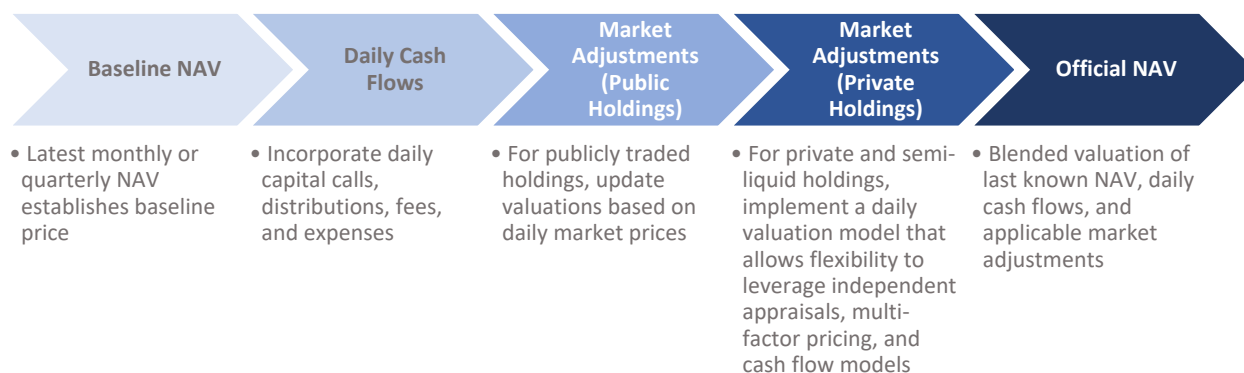 Baseline NAV
Daily Cash
Flows
Market
Adjustments
(Public
Holdings)
Market
Adjustments
(Private
Holdings)
Official NAV
• Latest monthly or
quarterly NAV
establishes baseline
price
• Incorporate daily
capital calls,
distributions, fees,
and expenses
• For publicly traded
holdings, update
valuations based on
daily market prices
• For private and semi-
liquid holdings,
implement a daily
valuation model that
allows flexibility to
leverage independent
appraisals, multi-
factor pricing, and
cash flow models
• Blended valuation of
last known NAV, daily
cash flows, and
applicable market
adjustments